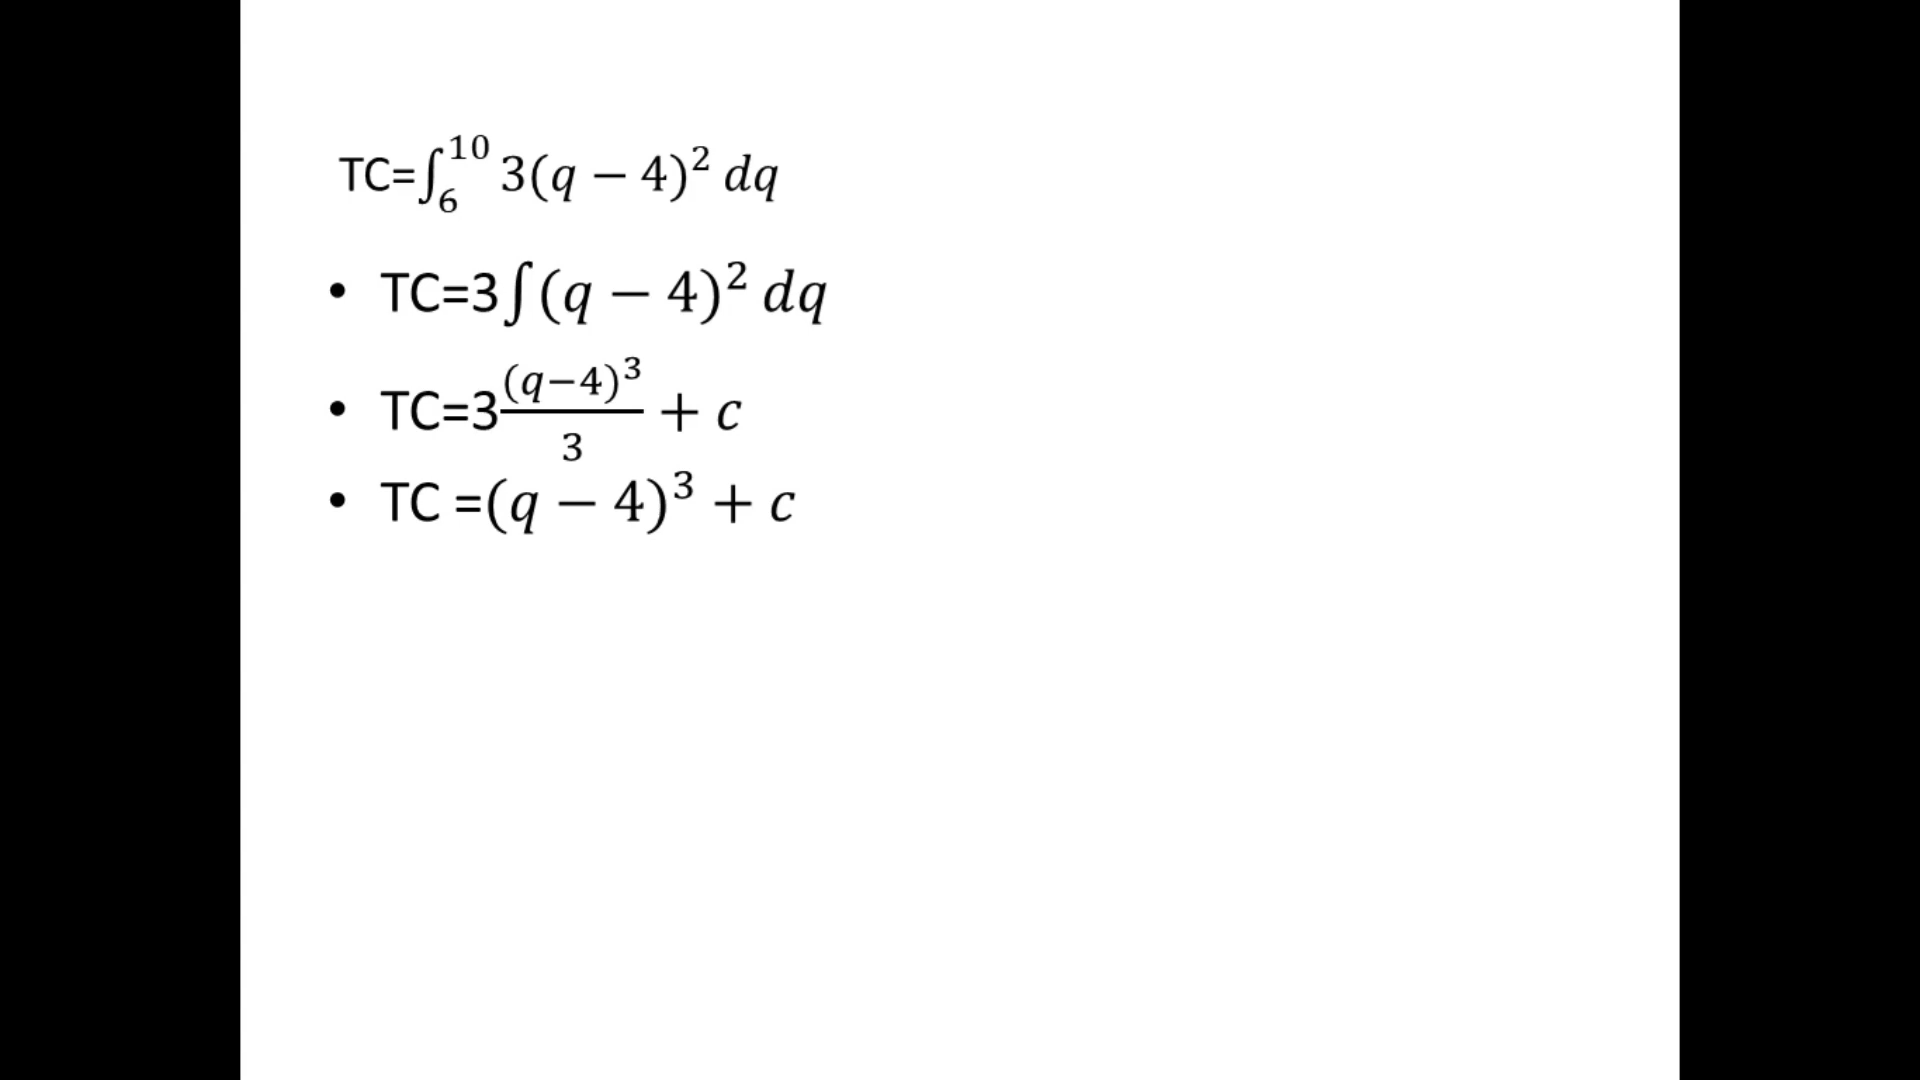 TC=∫₆¹⁰ 3(q − 4)² dq
• TC=3∫(q − 4)² dq
• TC=3 (q−4)³/3 + c
• TC =(q − 4)³ + c